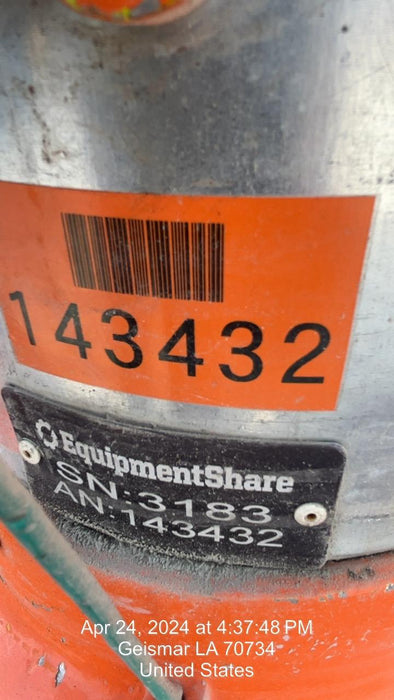 143432
EquipmentShare
SN:3183
AN:143432
Apr 24, 2024 at 4:37:48 PM
Geismar LA 70734
United States